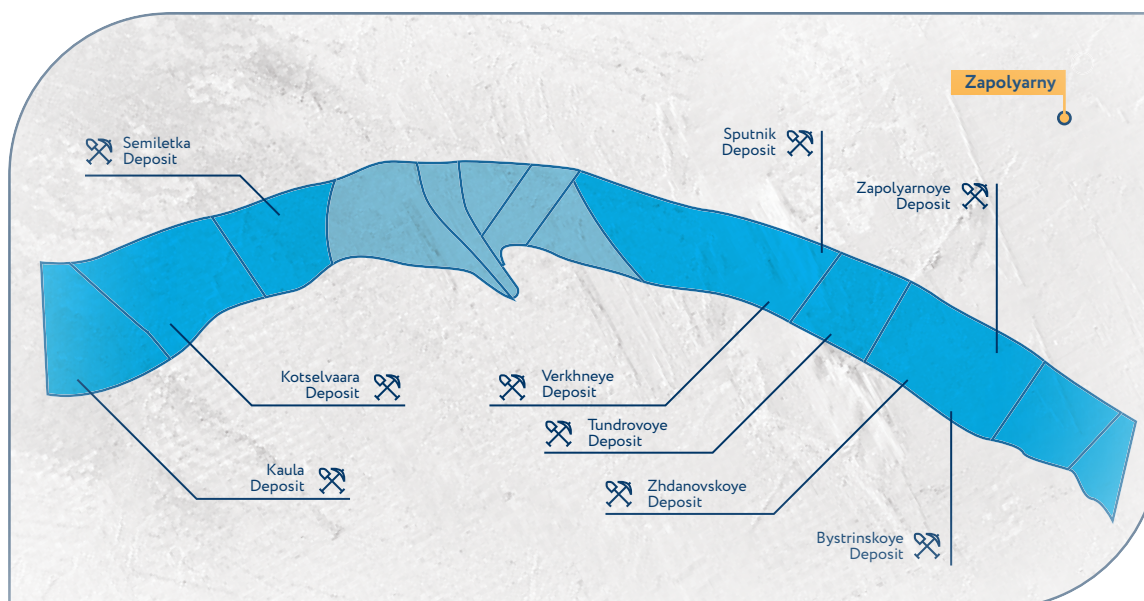 Zapolyarny
Semiletka
Deposit
Sputnik
Deposit
Zapolyarnoye
Deposit
Kotselvaara
Deposit
Verkhneye
Deposit
Tundrovoye
Deposit
Kaula
Deposit
Zhdanovskoye
Deposit
Bystrinskoye
Deposit